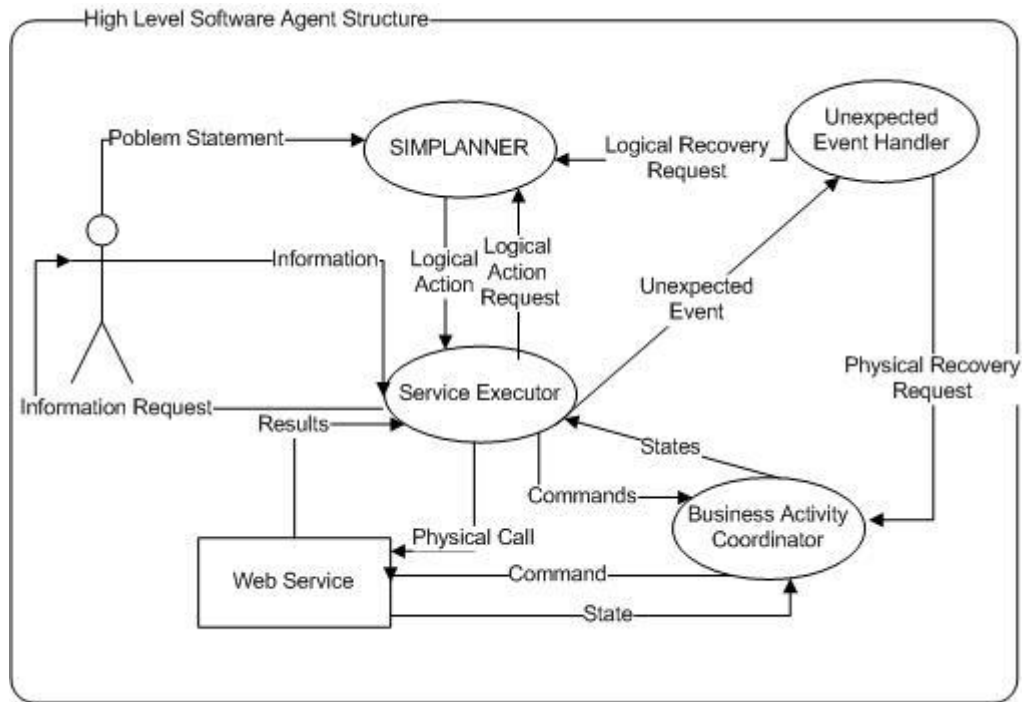 High Level Software Agent Structure
Poblem Statement
SIMPLANNER
Logical Recovery
Request
Unexpected
Event Handler
Information
Logical
Action
Logical
Action
Request
Unexpected
Event
Physical Recovery
Request
Service Executor
Information Request
Results
States
Commands
Business Activity
Coordinator
Physical Call
Web Service
Command
State